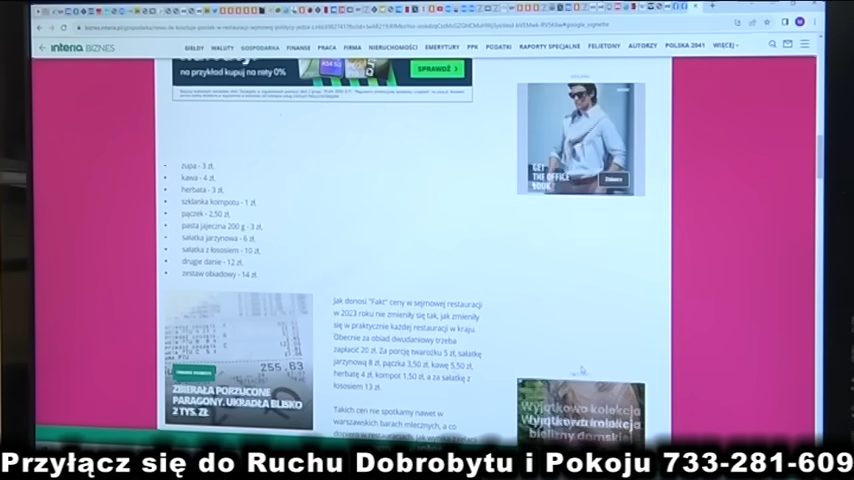 interia BIZNES
GIEŁDY WALUTY GOSPODARKA FINANSE PRACA FIRMA NIERUCHOMOŚCI EMERYTURY PPK PODATKI RAPORTY SPECJALNE FELIETONY AUTORZY POLSKA 2041 WIĘCEJ
na przykład kupuj na raty 0%
SPRAWDŹ
GET
THE OFFICE
LOOK
Zobacz
zupa - 3 zł,
kawa - 4 zł,
herbata - 3 zł,
szklanka kompotu - 1 zł,
pączek - 2,50 zł,
pasta jajeczna 200 g - 3 zł,
sałatka jarzynowa - 6 zł,
sałatka z łososiem - 10 zł,
drugie danie - 12 zł,
zestaw obiadowy - 14 zł.
255,63
ZBIERAŁA PORZUCONE
PARAGONY. UKRADŁA BLISKO
2 TYS. ZŁ
Jak donosi "Fakt" ceny w sejmowej restauracji
w 2023 roku nie zmieniły się tak, jak zmieniły
się w praktycznie każdej restauracji w kraju.
Obecnie za obiad dwudaniowy trzeba
zapłacić 20 zł. Za porcję twarożku 5 zł, sałatkę
jarzynową 8 zł, pączka 3,50 zł, kawę 5,50 zł,
herbatę 4 zł, kompot 1,50 zł, a za sałatkę z
łososiem 13 zł.
Takich cen nie spotkamy nawet w
warszawskich barach mlecznych, a co
Wyjątkowa kolekcja
bielizny damskiej
Przyłącz się do Ruchu Dobrobytu i Pokoju 733-281-609